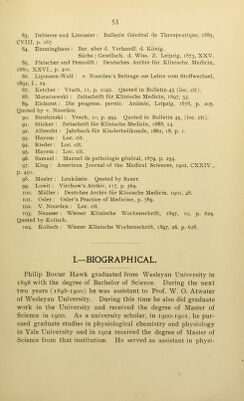 53
83. Debierre and Linossier: Bulletin Général de Therapeutique, 1885,
CVIII, p. 167.
84. Emminghaus: Ber. über d. Verhandl. d. König.
Sächs; Gesellsch. d. Wiss. Z. Leipzig, 1873, XXV.
85. Fleischer and Penzoldt: Deutsches Archiv für Klinische Medicin,
1880, XXVI., p. 401.
86. Lipmann-Wulf: v. Noorden's Beitrage sur Lehre vom Stoffwechsel,
1892, I., 24.
87. Ketcher: Vrach, 11, p. 1020. Quoted in Bulletin 45 (loc. cit).
88. Muraczewski: Zeitschrift für Klinische Medicin, 1897, 33.
89. Eichorst: Die progress. pernic. Anämie, Leipzig, 1878, p. 205.
Quoted by v. Noorden.
90. Burzhinski: Vrach, 10, p. 994. Quoted in Bulletin 45, (loc. cit).
91. Sticker: Zeitschrift für Klinische Medicin, 1888, 14.
92. Albrecht: Jahrbuch für Kinderheilkunde, 1882, 18, p. 1.
93. Hayem: Loc. cit.
94. Krede: Loc. cit.
95. Hayem: Loc. cit.
96. Samuel: Manuel de pathologie général, 1879, p. 254.
97. King: American Journal of the Medical Sciences, 1902, CXXIV.,
p. 450.
98. Mosler: Leukämie. Quoted by Bauer.
99. Lowit: Virchow's Archiv., 117, p. 569.
100. Müller: Deutches Archiv für Klinische Medicin, 1901, 48.
101. Osler: Osler's Practice of Medicine, p. 789.
102. V. Noorden: Loc. cit.
103. Neusser: Wiener Klinische Wochenschrift, 1897, 10, p. 629.
Quoted by Kolisch.
104. Kolisch: Wiener Klinische Wochenschrift, 1897, 26, p. 628.
I.—BIOGRAPHICAL.
Philip Bovier Hawk graduated from Wesleyan University in
1898 with the degree of Bachelor of Science. During the next
two years (1898-1900) he was assistant to Prof. W. O. Atwater
of Wesleyan University. During this time he also did graduate
work in the University and received the degree of Master of
Science in 1900. As a university scholar, in 1900-1901, he pur-
sued graduate studies in physiological chemistry and physiology
in Yale University and in 1902 received the degree of Master of
Science from that institution. He served as assistant in physi-